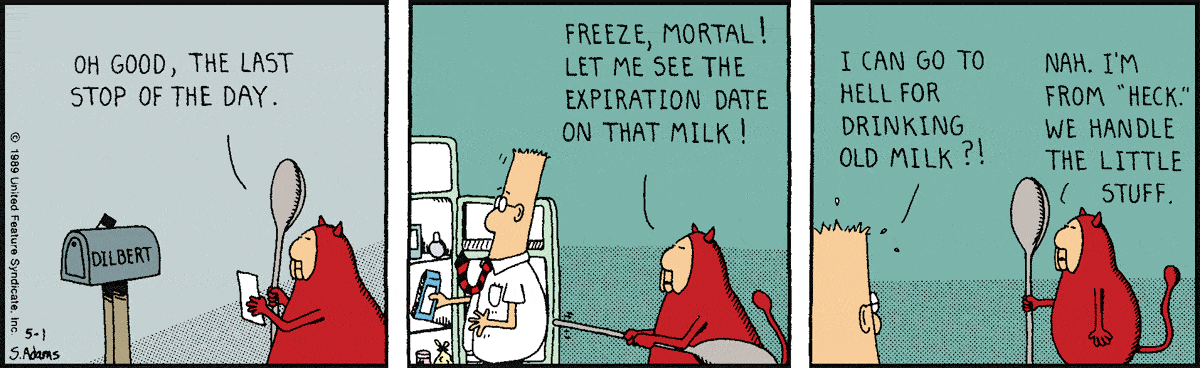 OH GOOD, THE LAST
STOP OF THE DAY.
DILBERT
© 1989 United Feature Syndicate, Inc.
5-1
S.Adams
FREEZE, MORTAL!
LET ME SEE THE
EXPIRATION DATE
ON THAT MILK!
I CAN GO TO
HELL FOR
DRINKING
OLD MILK?!
NAH. I'M
FROM "HECK."
WE HANDLE
THE LITTLE
STUFF.